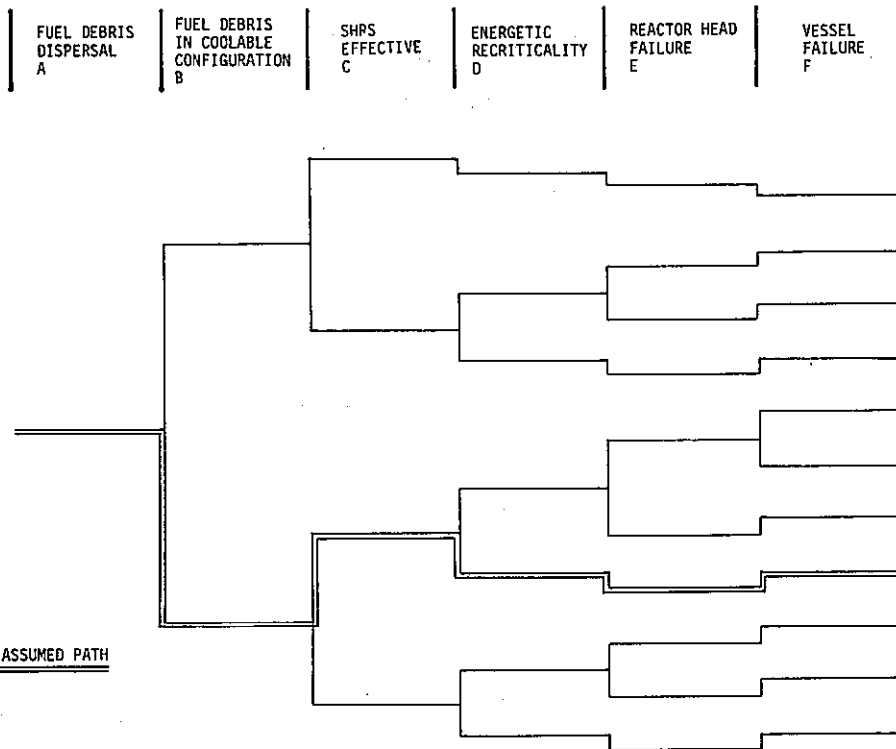 FUEL DEBRIS
DISPERSAL
A
FUEL DEBRIS
IN COOLABLE
CONFIGURATION
B
SHPS
EFFECTIVE
C
ENERGETIC
RECRITICALITY
D
REACTOR HEAD
FAILURE
E
VESSEL
FAILURE
F
ASSUMED PATH